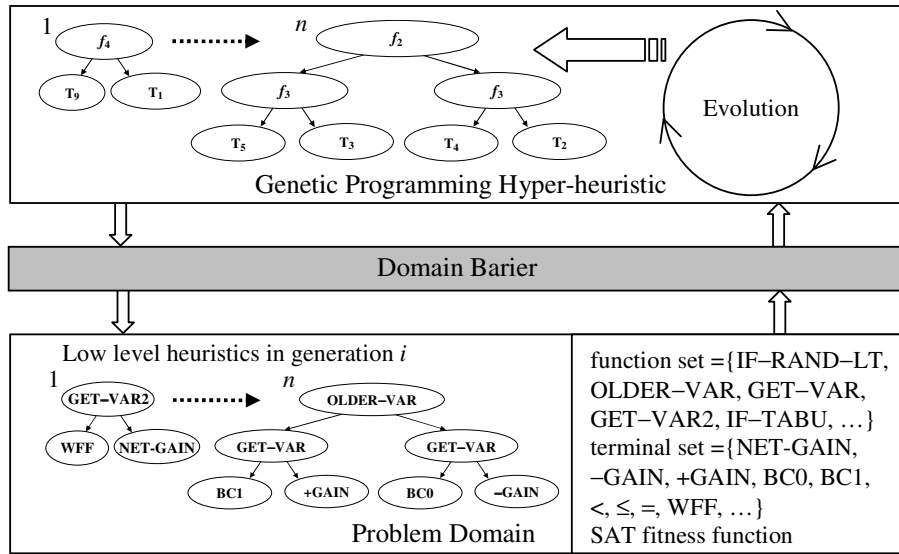 1
n
f4
f2
T9
T1
f3
f3
T5
T3
T4
T2
Evolution
Genetic Programming Hyper-heuristic
Domain Barier
Low level heuristics in generation i
1
n
GET–VAR2
OLDER–VAR
WFF
NET-GAIN
GET–VAR
GET–VAR
BC1
+GAIN
BC0
–GAIN
Problem Domain
function set ={IF–RAND–LT,
OLDER–VAR, GET–VAR,
GET–VAR2, IF–TABU, …}
terminal set ={NET-GAIN,
–GAIN, +GAIN, BC0, BC1,
<, ≤, =, WFF, …}
SAT fitness function